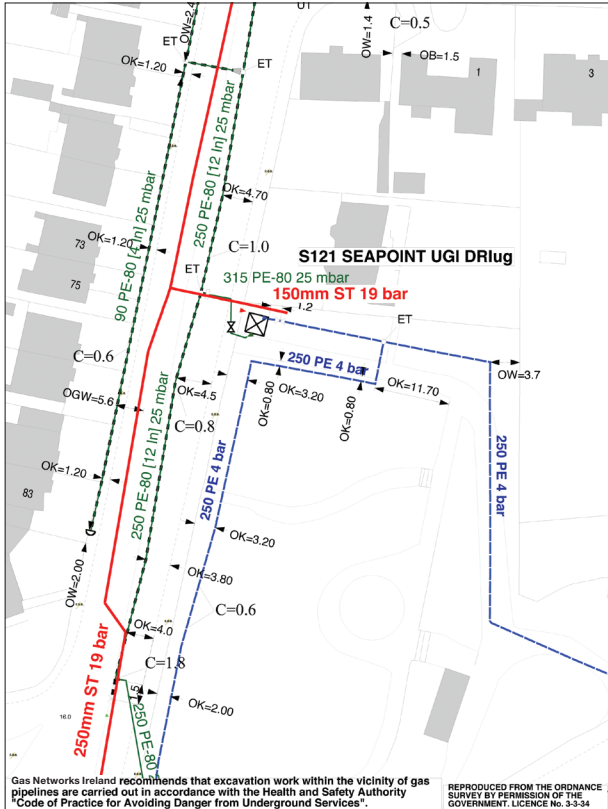 UT
OW=2.4
C=0.5
OW=1.4
ET
OK=1.20
ET
OB=1.5
1
3
90 PE-80 [4 In] 25 mbar
250 PE-80 [12 In] 25 mbar
OK=4.70
OK=1.20
73
C=1.0
S121 SEAPOINT UGI DRlug
ET
315 PE-80 25 mbar
75
150mm ST 19 bar
1.2
ET
C=0.6
250 PE 4 bar
OW=3.7
OK=0.80
OK=3.20
OK=0.80
OK=11.70
OGW=5.6
OK=4.5
C=0.8
250 PE-80 [12 In] 25 mbar
250 PE 4 bar
250 PE 4 bar
OK=1.20
83
OK=3.20
OK=3.80
OW=2.00
C=0.6
OK=4.0
C=1.8
250mm ST 19 bar
1.5
OK=2.00
250 PE-80
16.0
Gas Networks Ireland recommends that excavation work within the vicinity of gas
pipelines are carried out in accordance with the Health and Safety Authority
"Code of Practice for Avoiding Danger from Underground Services".
REPRODUCED FROM THE ORDNANCE
SURVEY BY PERMISSION OF THE
GOVERNMENT. LICENCE No. 3-3-34